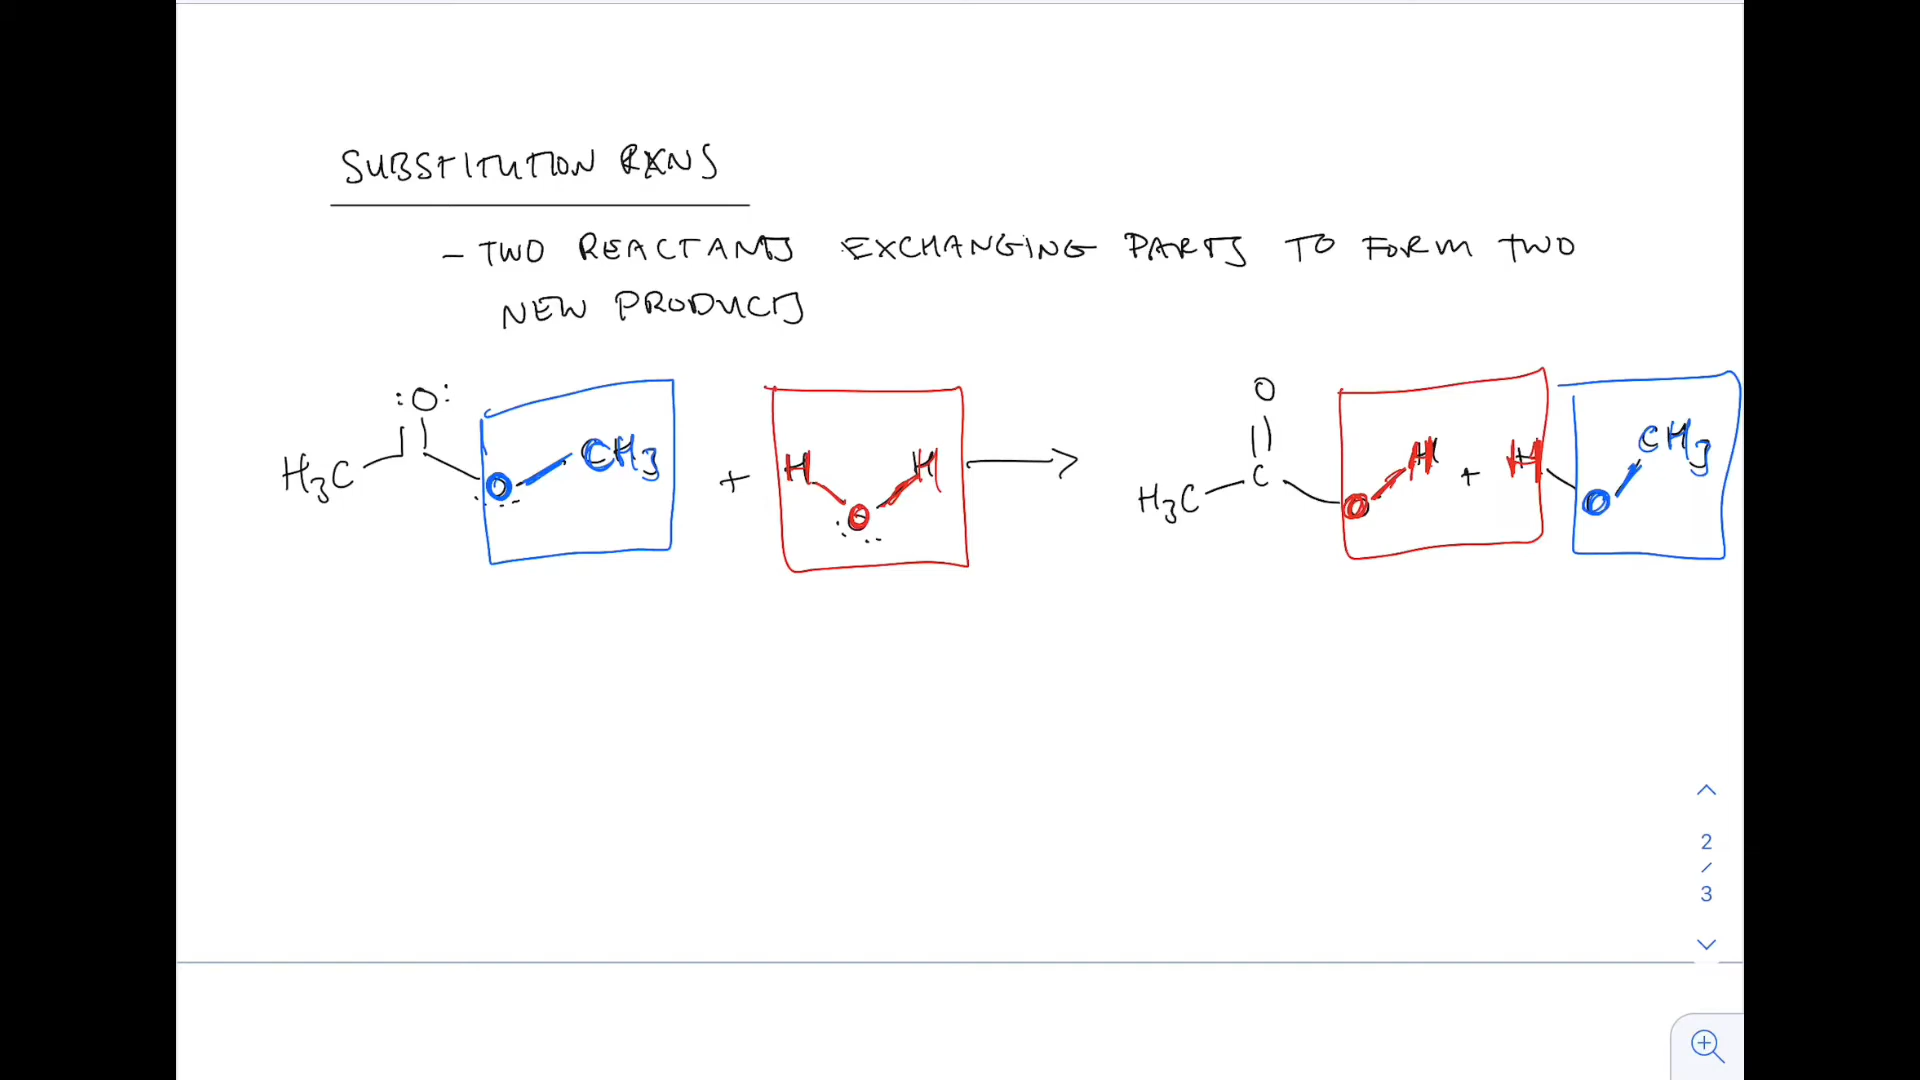 SUBSTITUTION RXNS
- TWO REACTANTS EXCHANGING PARTS TO FORM TWO
NEW PRODUCTS
:O: O
H3C O CH3 + H O H → H3C C O H + H O CH3
2
/
3